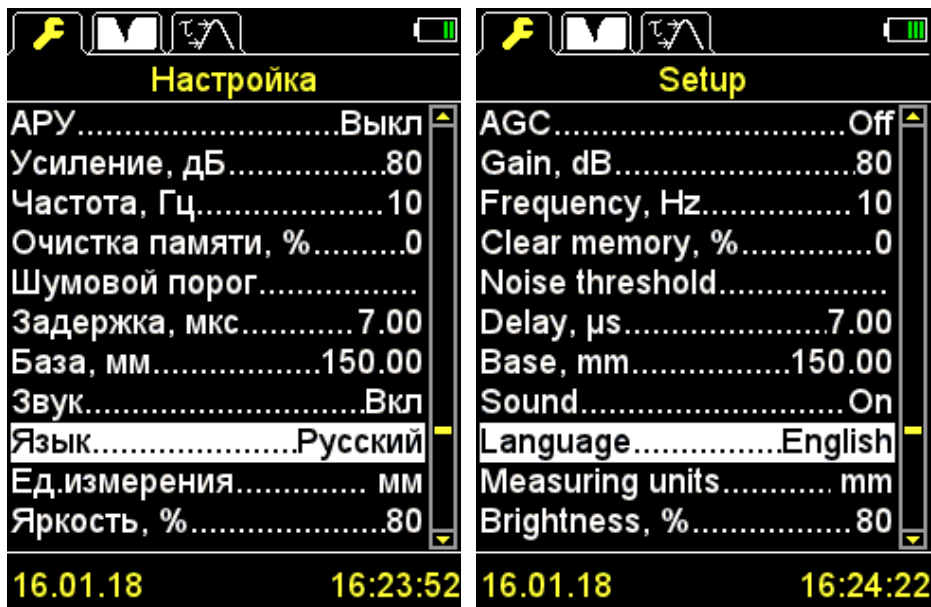 Настройка
АРУ..........................Выкл
Усиление, дБ...............80
Частота, Гц..................10
Очистка памяти, %.........0
Шумовой порог...............
Задержка, мкс...........7.00
База, мм.................150.00
Звук...........................Вкл
Язык....................Русский
Ед.измерения............. мм
Яркость, %...................80
16.01.18 16:23:52
Setup
AGC............................Off
Gain, dB.......................80
Frequency, Hz..............10
Clear memory, %............0
Noise threshold................
Delay, µs....................7.00
Base, mm...............150.00
Sound.........................On
Language..............English
Measuring units.......... mm
Brightness, %...............80
16.01.18 16:24:22